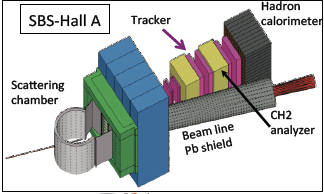 SBS-Hall A
Tracker
Hadron
calorimeter
Scattering
chamber
Beam line
Pb shield
CH2
analyzer